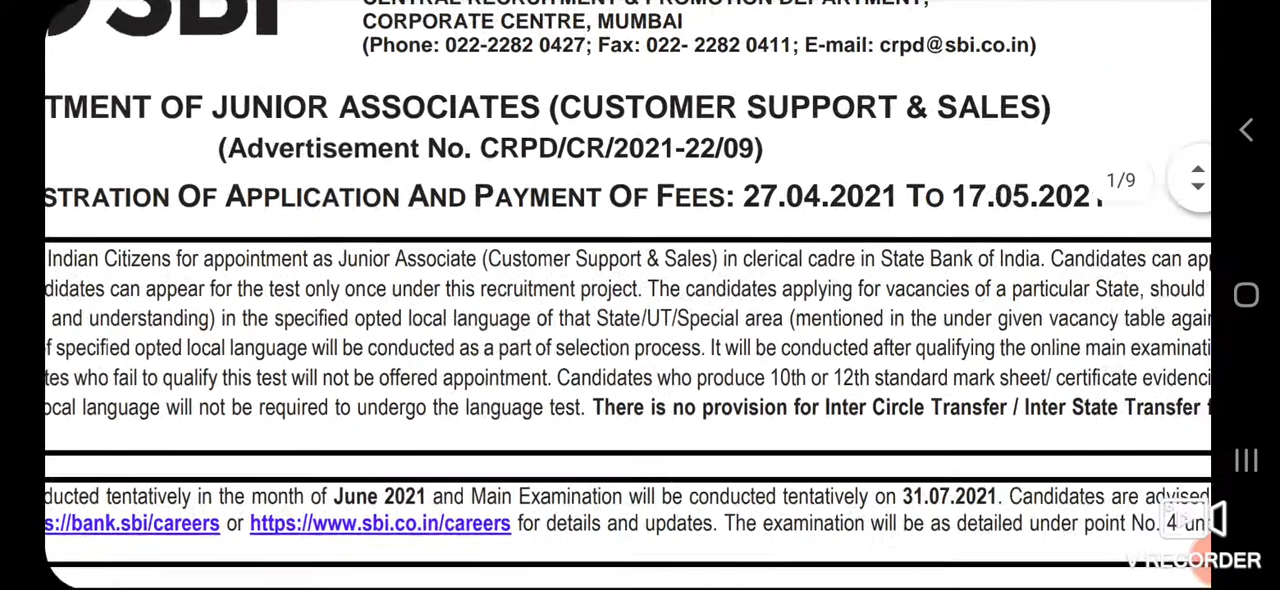 SBI
CENTRAL RECRUITMENT & PROMOTION DEPARTMENT,
CORPORATE CENTRE, MUMBAI
(Phone: 022-2282 0427; Fax: 022- 2282 0411; E-mail: crpd@sbi.co.in)
TMENT OF JUNIOR ASSOCIATES (CUSTOMER SUPPORT & SALES)
(Advertisement No. CRPD/CR/2021-22/09)
STRATION OF APPLICATION AND PAYMENT OF FEES: 27.04.2021 TO 17.05.2021
1/9
Indian Citizens for appointment as Junior Associate (Customer Support & Sales) in clerical cadre in State Bank of India. Candidates can app
didates can appear for the test only once under this recruitment project. The candidates applying for vacancies of a particular State, should
and understanding) in the specified opted local language of that State/UT/Special area (mentioned in the under given vacancy table again
f specified opted local language will be conducted as a part of selection process. It will be conducted after qualifying the online main examinati
tes who fail to qualify this test will not be offered appointment. Candidates who produce 10th or 12th standard mark sheet/ certificate evidenci
ocal language will not be required to undergo the language test. There is no provision for Inter Circle Transfer / Inter State Transfer
ducted tentatively in the month of June 2021 and Main Examination will be conducted tentatively on 31.07.2021. Candidates are advised
s://bank.sbi/careers or https://www.sbi.co.in/careers for details and updates. The examination will be as detailed under point No. 4 un
V RECORDER